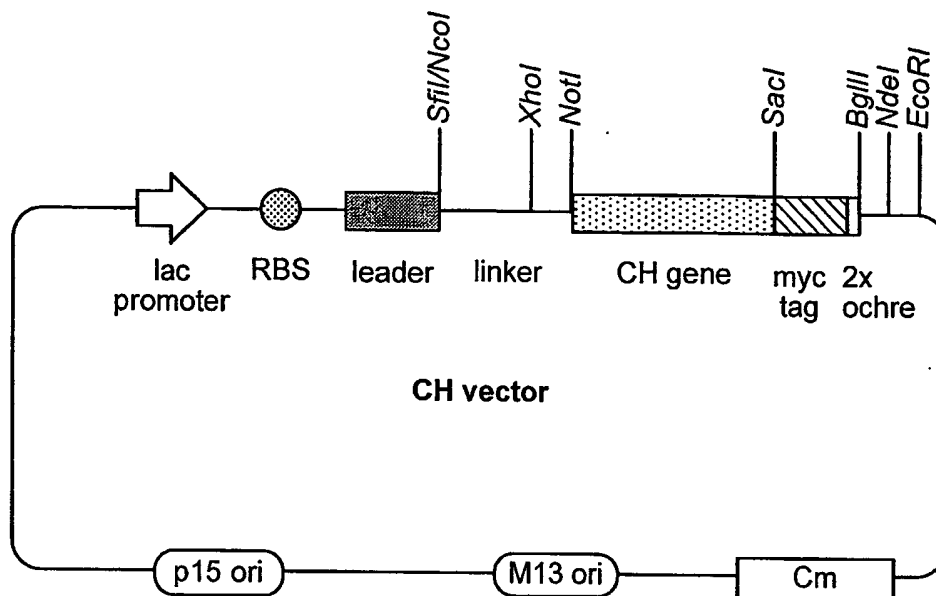 SfiI/NcoI
XhoI
NotI
SacI
BglII
NdeI
EcoRI
lac
promoter
RBS
leader
linker
CH gene
myc
tag
2x
ochre
CH vector
p15 ori
M13 ori
Cm